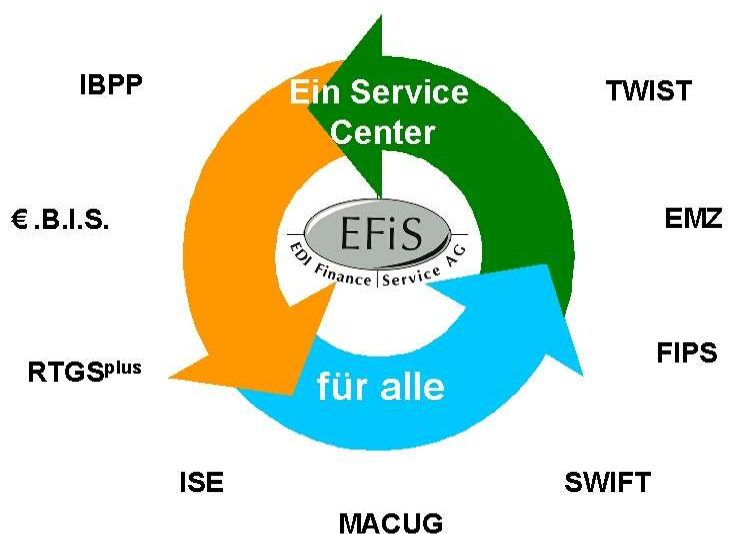 IBPP
TWIST
Ein Service
Center
€.B.I.S.
EMZ
EFiS
EDI Finance Service AG
RTGSplus
FIPS
für alle
ISE
SWIFT
MACUG